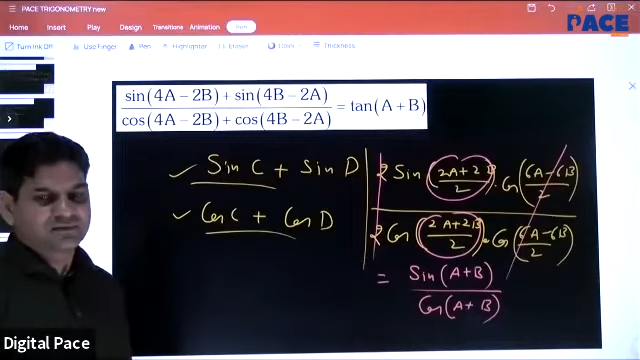 PACE TRIGONOMETRY new
Home Insert Design Transitions Animation
Turn Ink Off Use Finger Pen Highlighter Eraser Color Thickness
PACE
sin(4A−2B)+sin(4B−2A) / cos(4A−2B)+cos(4B−2A) = tan(A+B)
✓ Sin C + Sin D
✓ Cos C + Cos D
2 Sin (2A+2B / 2) . Cos (6A−6B / 2)
2 Cos (2A+2B / 2) . Cos (6A−6B / 2)
= Sin (A+B) / Cos (A+B)
Digital Pace